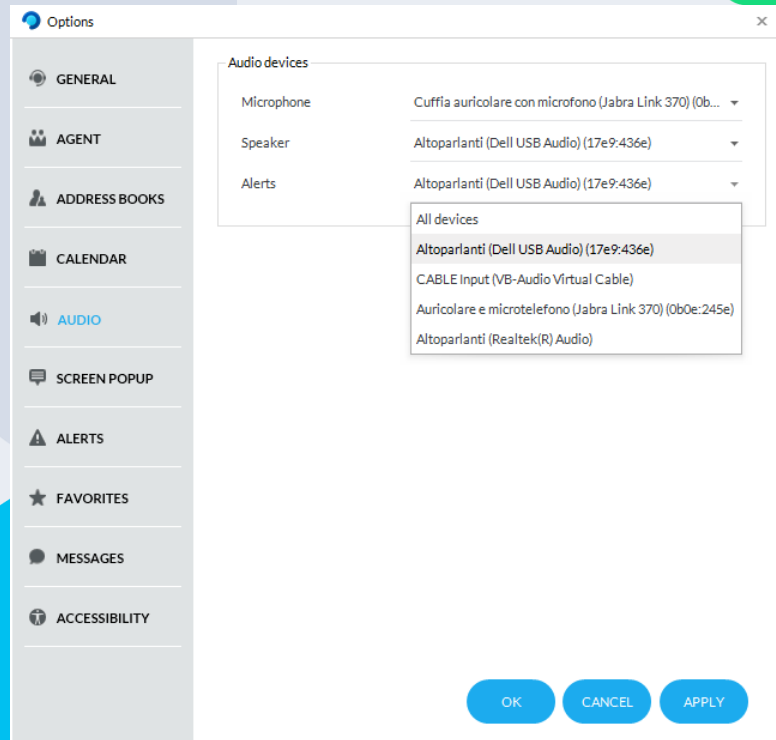 Options
GENERAL
AGENT
ADDRESS BOOKS
CALENDAR
AUDIO
SCREEN POPUP
ALERTS
FAVORITES
MESSAGES
ACCESSIBILITY
Audio devices
Microphone Cuffia auricolare con microfono (Jabra Link 370) (0b...
Speaker Altoparlanti (Dell USB Audio) (17e9:436e)
Alerts Altoparlanti (Dell USB Audio) (17e9:436e)
All devices
Altoparlanti (Dell USB Audio) (17e9:436e)
CABLE Input (VB-Audio Virtual Cable)
Auricolare e microtelefono (Jabra Link 370) (0b0e:245e)
Altoparlanti (Realtek(R) Audio)
OK CANCEL APPLY